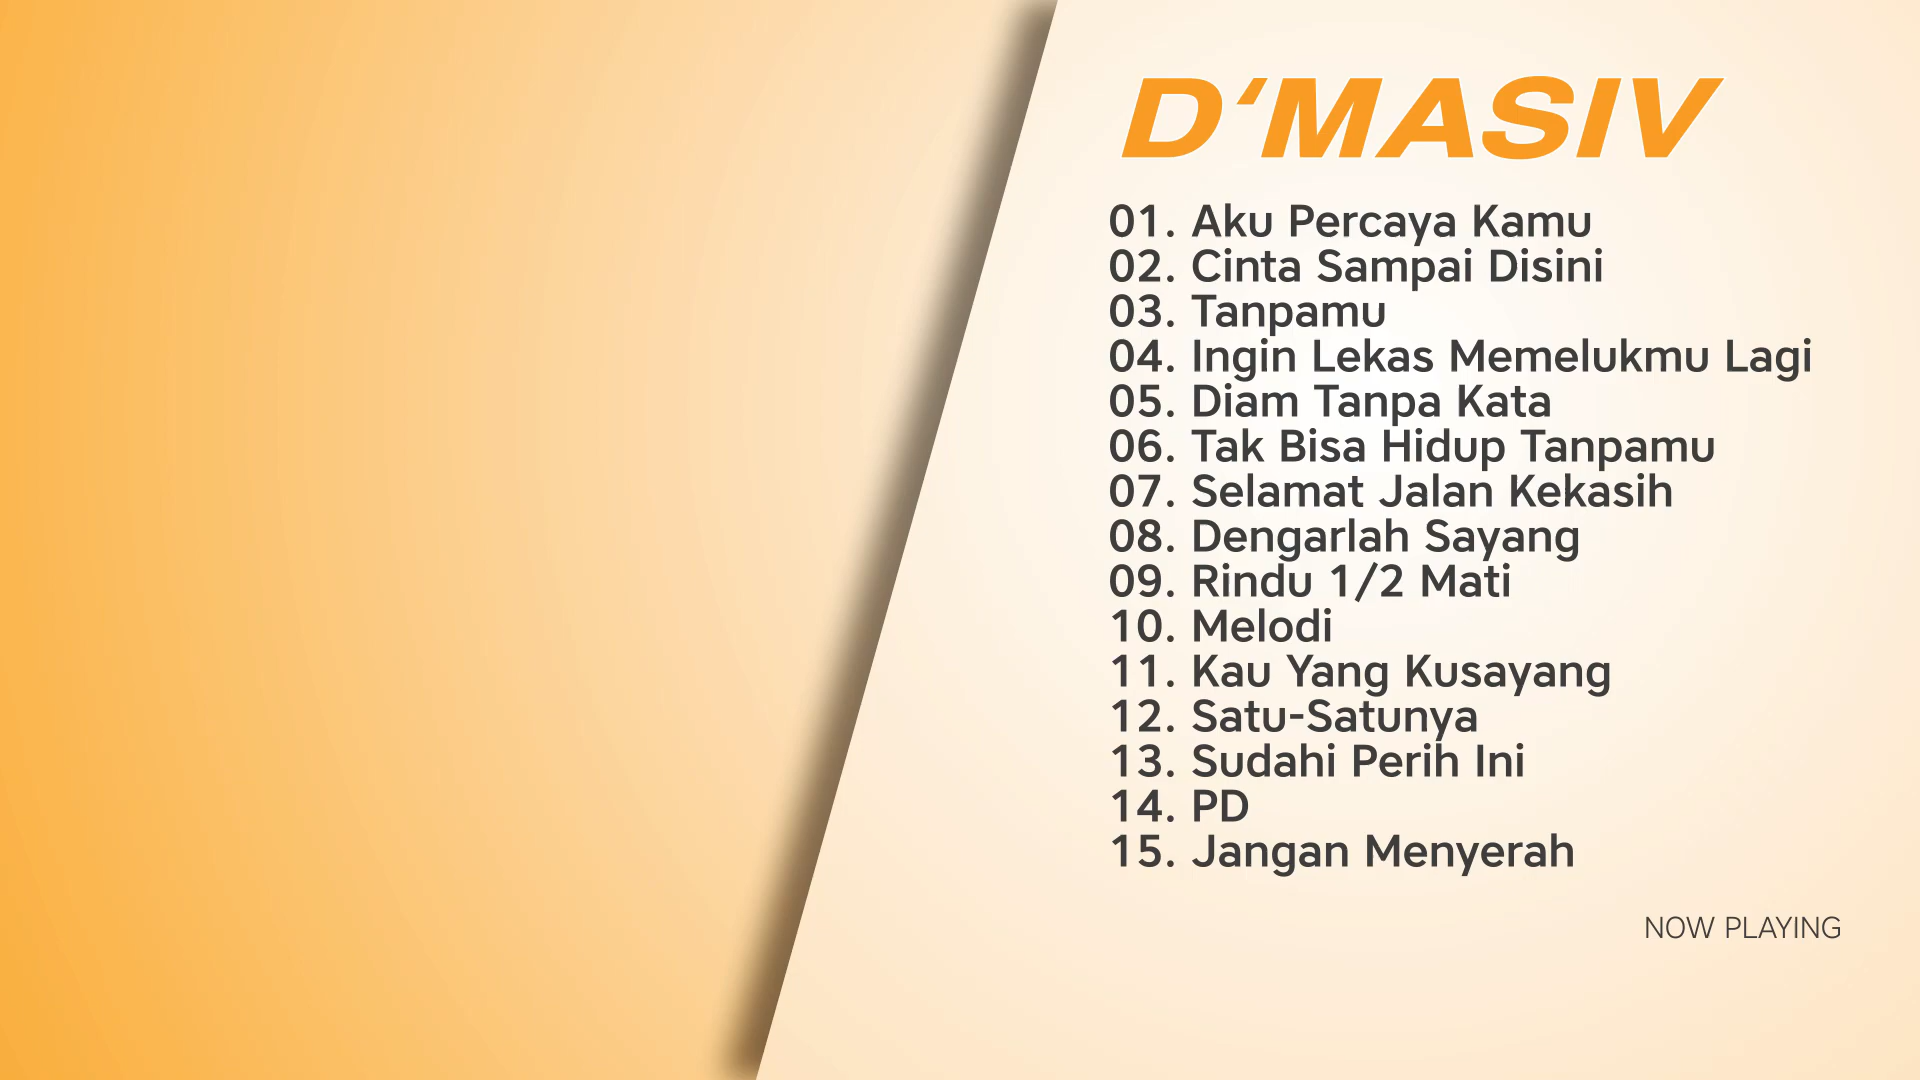 D'MASIV
01. Aku Percaya Kamu
02. Cinta Sampai Disini
03. Tanpamu
04. Ingin Lekas Memelukmu Lagi
05. Diam Tanpa Kata
06. Tak Bisa Hidup Tanpamu
07. Selamat Jalan Kekasih
08. Dengarlah Sayang
09. Rindu 1/2 Mati
10. Melodi
11. Kau Yang Kusayang
12. Satu-Satunya
13. Sudahi Perih Ini
14. PD
15. Jangan Menyerah
NOW PLAYING